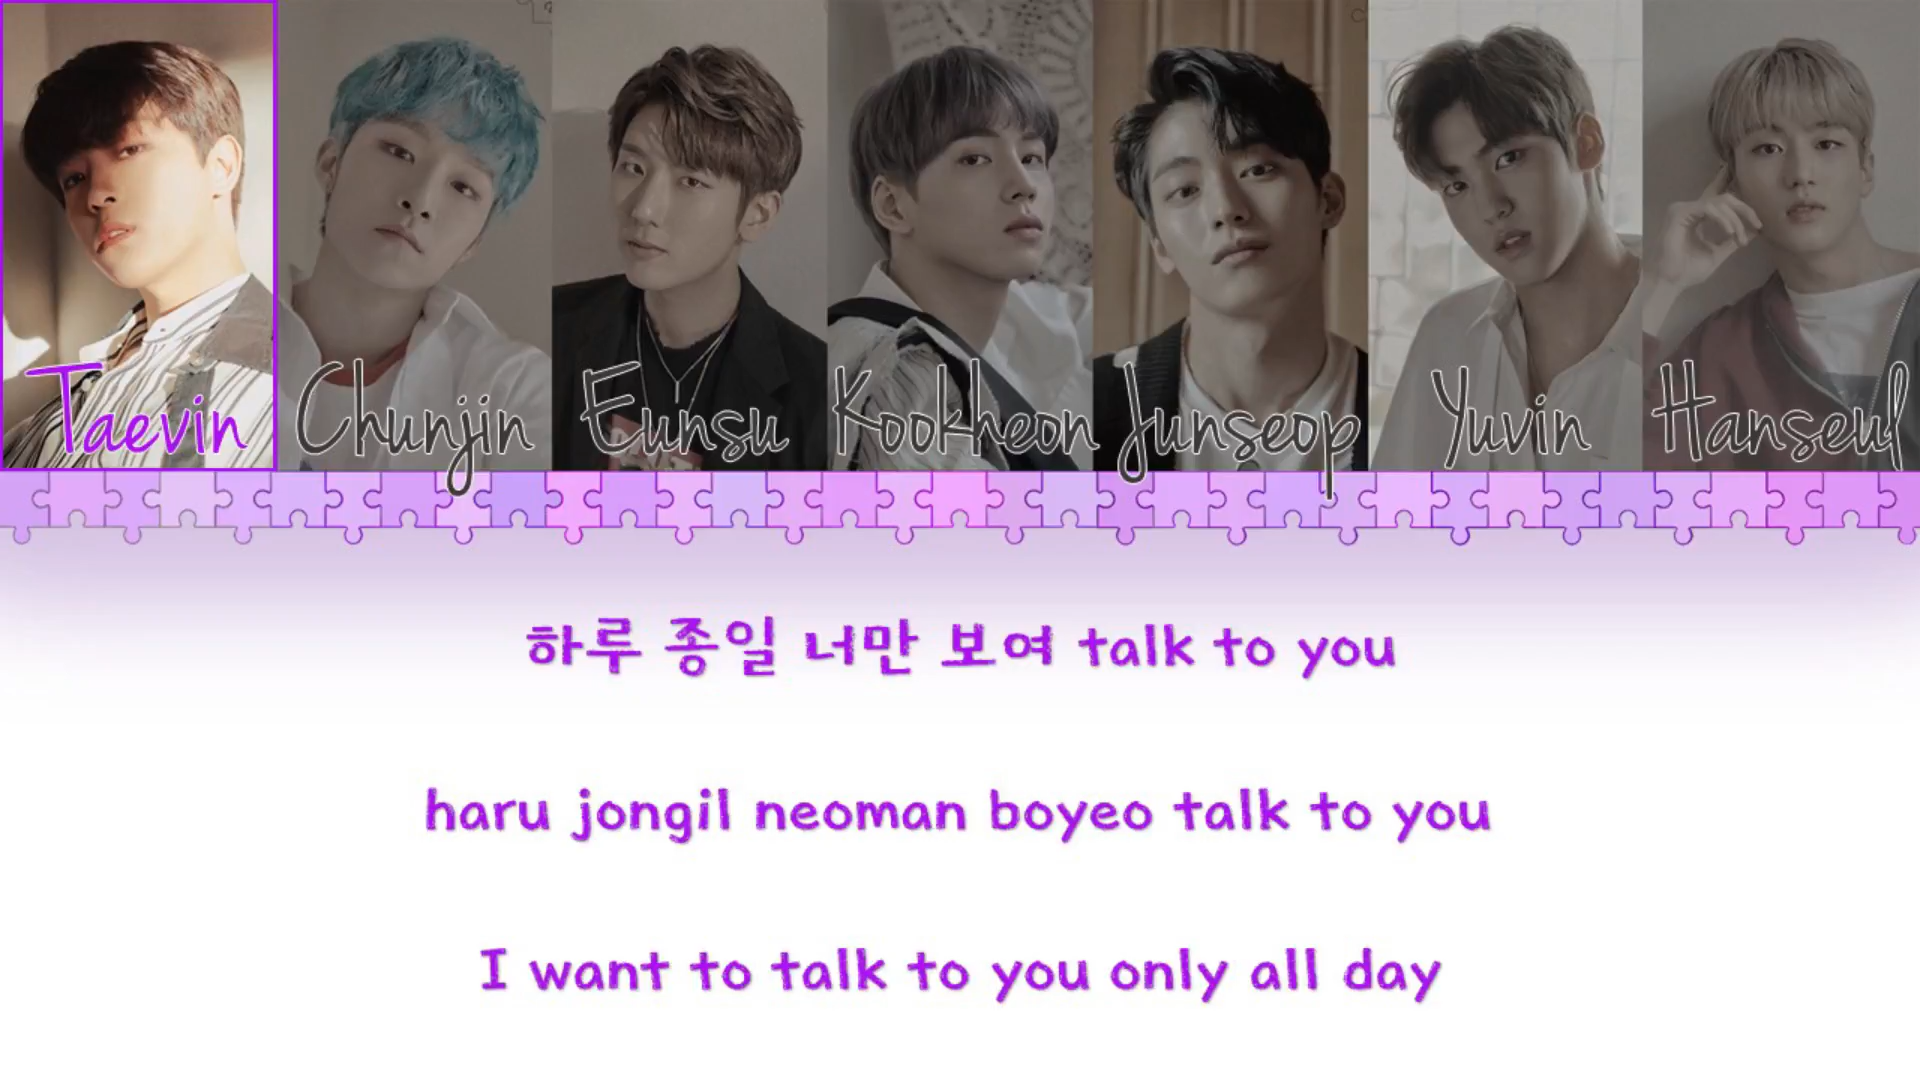 Taevin Chunjin Eunsu Kookheon Junseop Yuvin Hanseul
하루 종일 너만 보여 talk to you
haru jongil neoman boyeo talk to you
I want to talk to you only all day